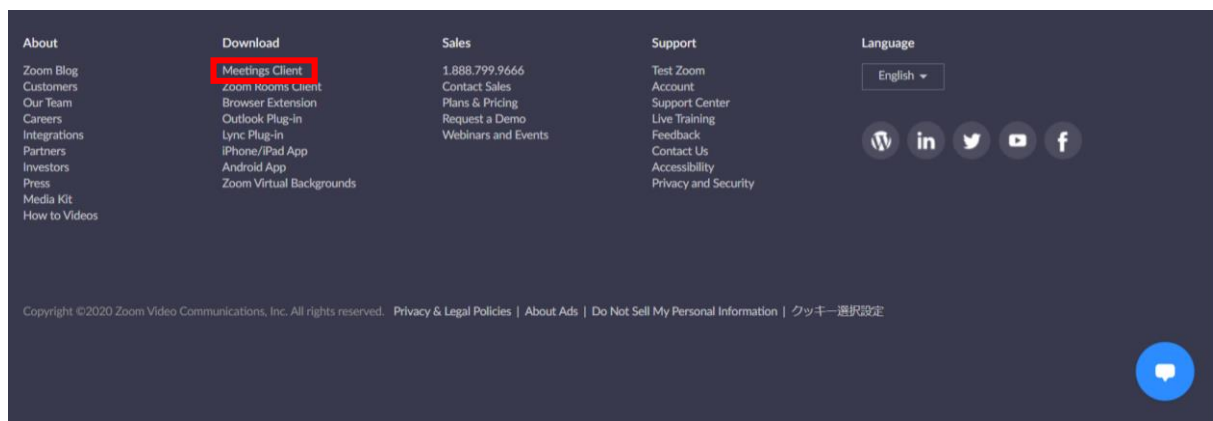 About
Zoom Blog
Customers
Our Team
Careers
Integrations
Partners
Investors
Press
Media Kit
How to Videos
Download
Meetings Client
Zoom Rooms Client
Browser Extension
Outlook Plug-in
Lync Plug-in
iPhone/iPad App
Android App
Zoom Virtual Backgrounds
Sales
1.888.799.9666
Contact Sales
Plans & Pricing
Request a Demo
Webinars and Events
Support
Test Zoom
Account
Support Center
Live Training
Feedback
Contact Us
Accessibility
Privacy and Security
Language
English
Copyright ©2020 Zoom Video Communications, Inc. All rights reserved. Privacy & Legal Policies | About Ads | Do Not Sell My Personal Information | クッキー選択設定